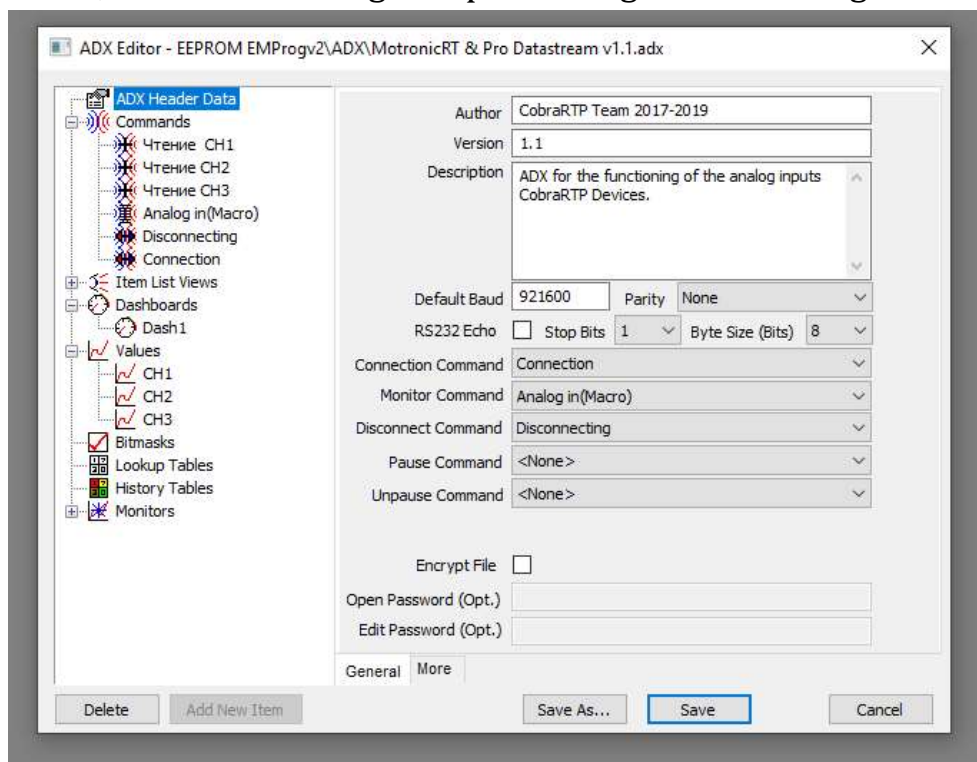 ADX Editor - EEPROM EMProgv2\ADX\MotronicRT & Pro Datastream v1.1.adx
ADX Header Data
Commands
Чтение CH1
Чтение CH2
Чтение CH3
Analog in(Macro)
Disconnecting
Connection
Item List Views
Dashboards
Dash1
Values
CH1
CH2
CH3
Bitmasks
Lookup Tables
History Tables
Monitors
Author CobraRTP Team 2017-2019
Version 1.1
Description ADX for the functioning of the analog inputs
CobraRTP Devices.
Default Baud 921600 Parity None
RS232 Echo Stop Bits 1 Byte Size (Bits) 8
Connection Command Connection
Monitor Command Analog in(Macro)
Disconnect Command Disconnecting
Pause Command <None>
Unpause Command <None>
Encrypt File
Open Password (Opt.)
Edit Password (Opt.)
General More
Delete Add New Item Save As... Save Cancel